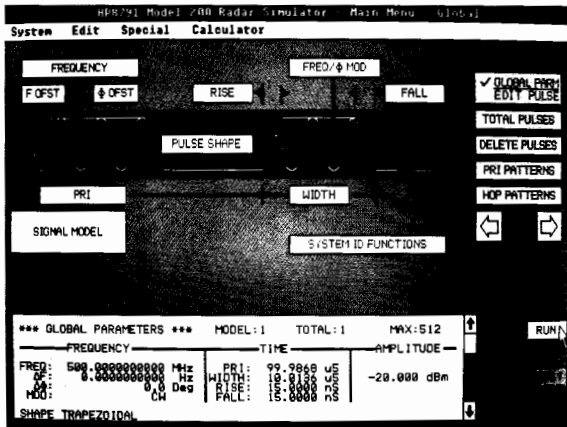 HP8791 Model 200 Radar Simulator - Main Menu - Global
System Edit Special Calculator
FREQUENCY
FREQ/ϕ MOD
F OFST
ϕ OFST
RISE
FALL
PULSE SHAPE
PRI
WIDTH
SIGNAL MODEL
SYSTEM ID FUNCTIONS
✓ GLOBAL PARM
EDIT PULSE
TOTAL PULSES
DELETE PULSES
PRI PATTERNS
HOP PATTERNS
RUN
*** GLOBAL PARAMETERS *** MODEL:1 TOTAL:1 MAX:512
FREQUENCY TIME AMPLITUDE
FREQ: 500.0000000000 MHz PRI: 99.9868 uS
ΔF: 0.0000000000 Hz WIDTH: 10.0136 uS -20.000 dBm
Δϕ: 0.0 Deg RISE: 15.0000 nS
MOD: CW FALL: 15.0000 nS
SHAPE TRAPEZOIDAL